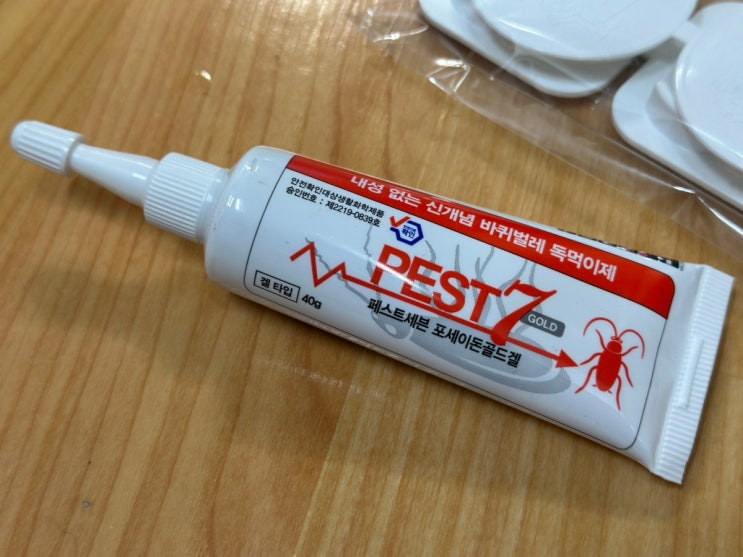 내성 없는 신개념 바퀴벌레 독먹이제
안전확인대상생활화학제품
승인번호 : 제2219-0839호
PEST7
GOLD
페스트세븐 포세이돈골드겔
겔 타입 40g